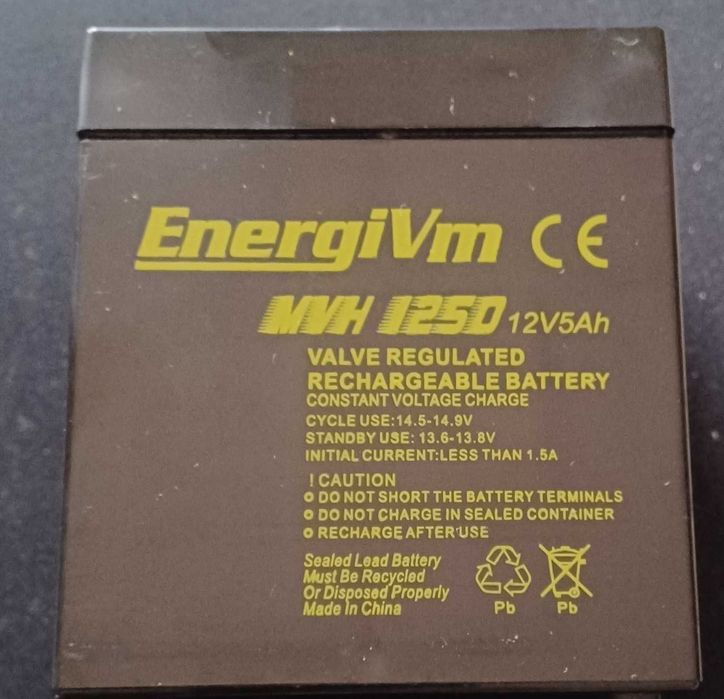 EnergiVm CE
MVH 1250 12V5Ah
VALVE REGULATED
RECHARGEABLE BATTERY
CONSTANT VOLTAGE CHARGE
CYCLE USE:14.5-14.9V
STANDBY USE: 13.6-13.8V
INITIAL CURRENT:LESS THAN 1.5A
! CAUTION
DO NOT SHORT THE BATTERY TERMINALS
DO NOT CHARGE IN SEALED CONTAINER
RECHARGE AFTER USE
Sealed Lead Battery
Must Be Recycled
Or Disposed Properly
Made In China
Pb Pb